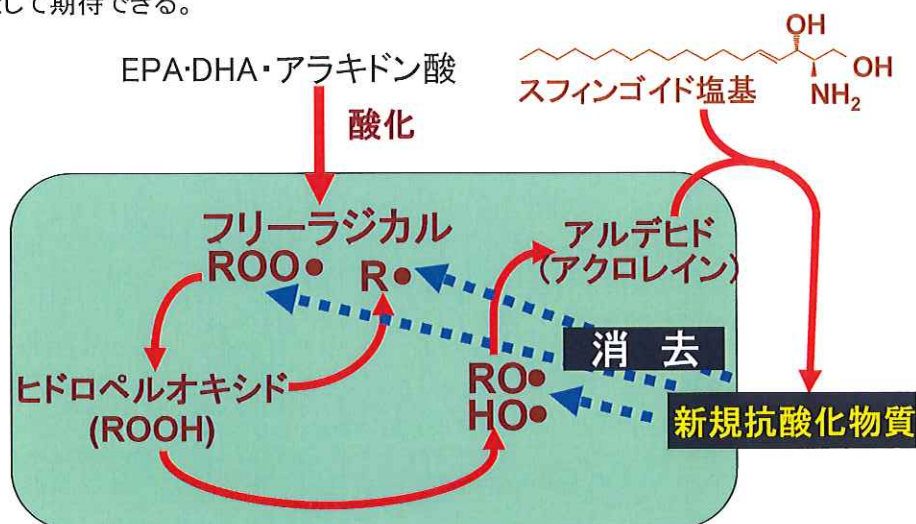 して期待できる。
EPA·DHA・アラキドン酸
酸化
OH
OH
NH2
スフィンゴイド塩基
フリーラジカル
ROO• R•
アルデヒド
(アクロレイン)
消 去
RO•
HO•
ヒドロペルオキシド
(ROOH)
新規抗酸化物質